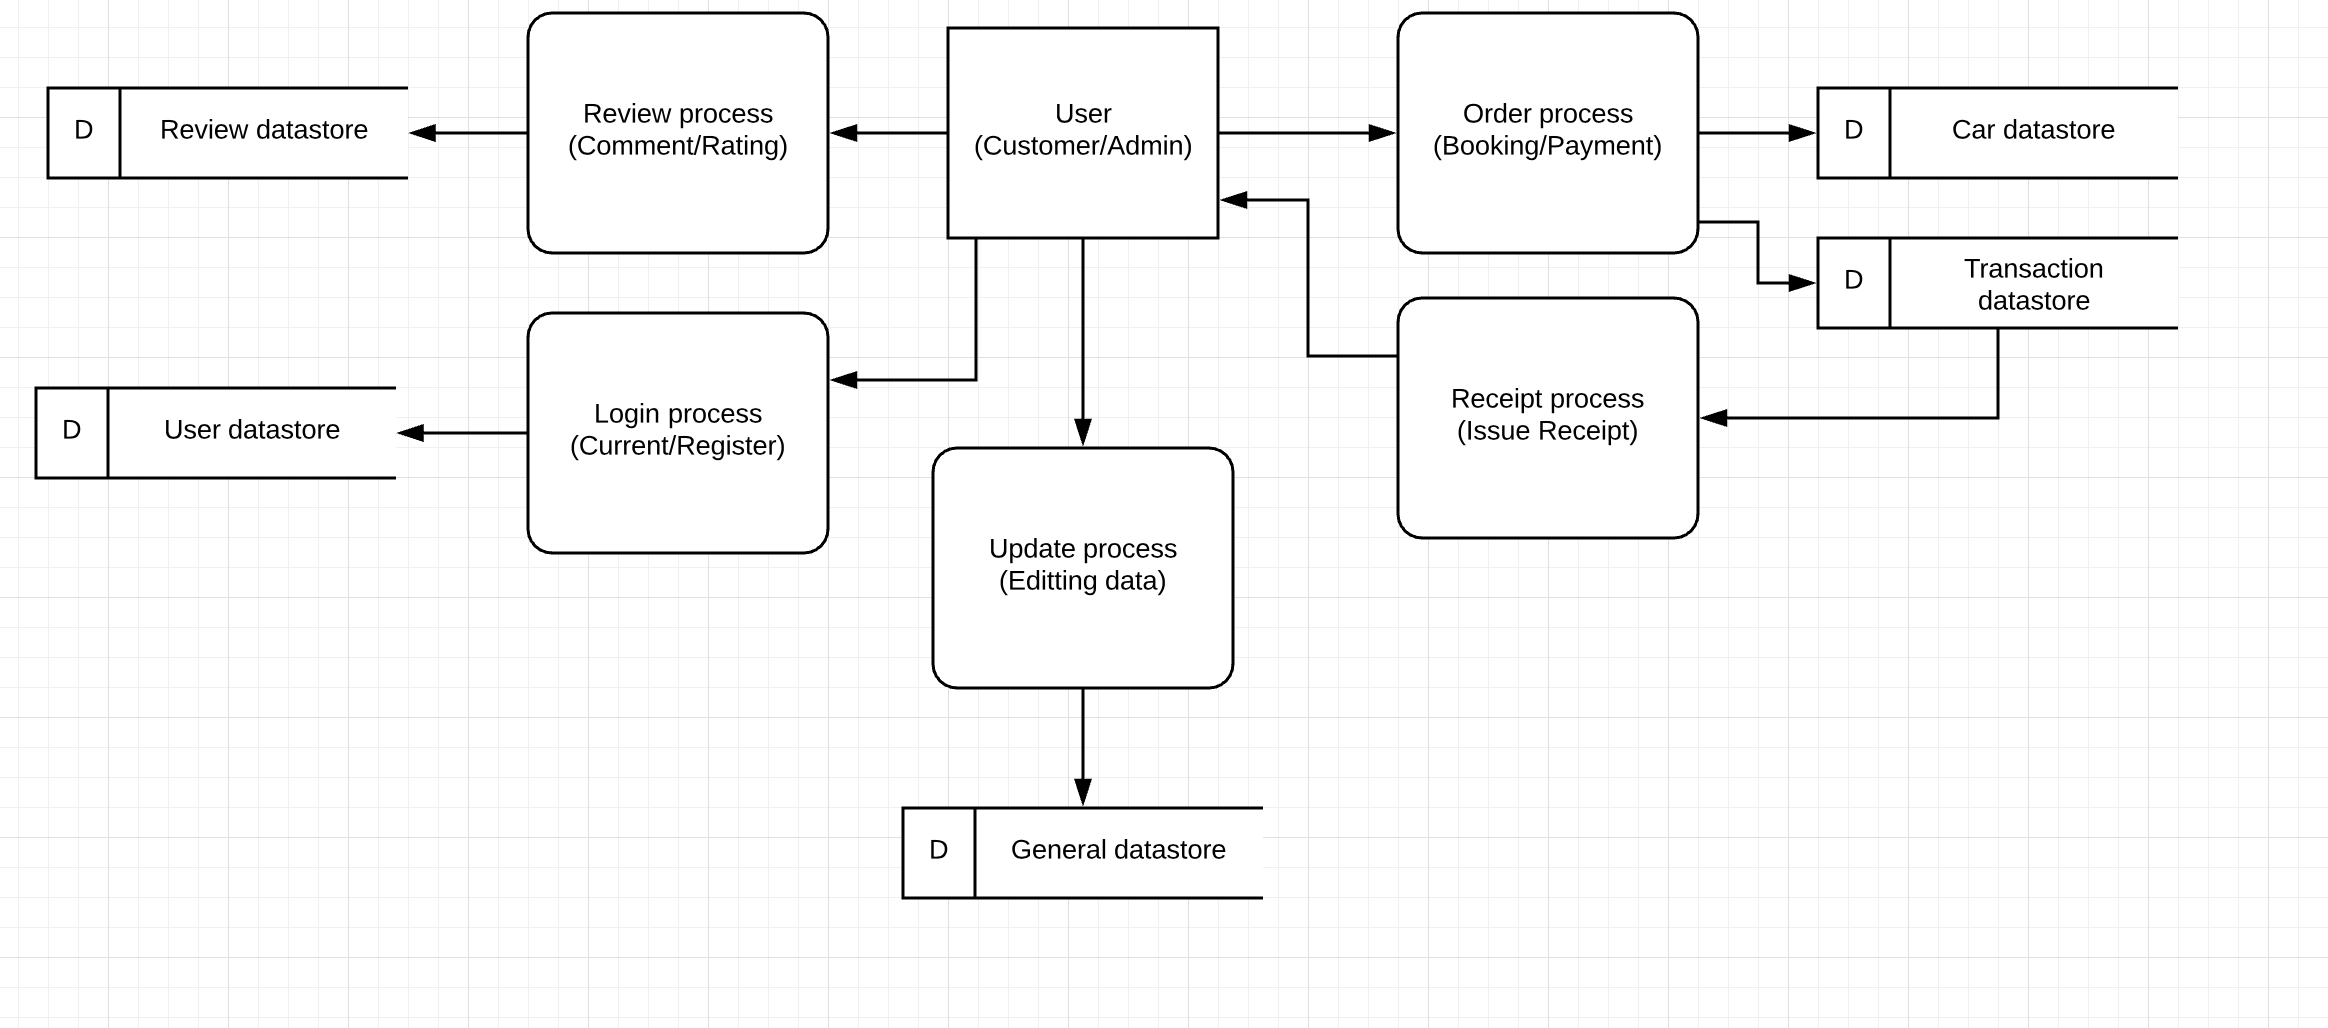 Review process
(Comment/Rating)
User
(Customer/Admin)
Order process
(Booking/Payment)
D
Review datastore
D
Car datastore
D
Transaction
datastore
D
User datastore
Login process
(Current/Register)
Receipt process
(Issue Receipt)
Update process
(Editting data)
D
General datastore